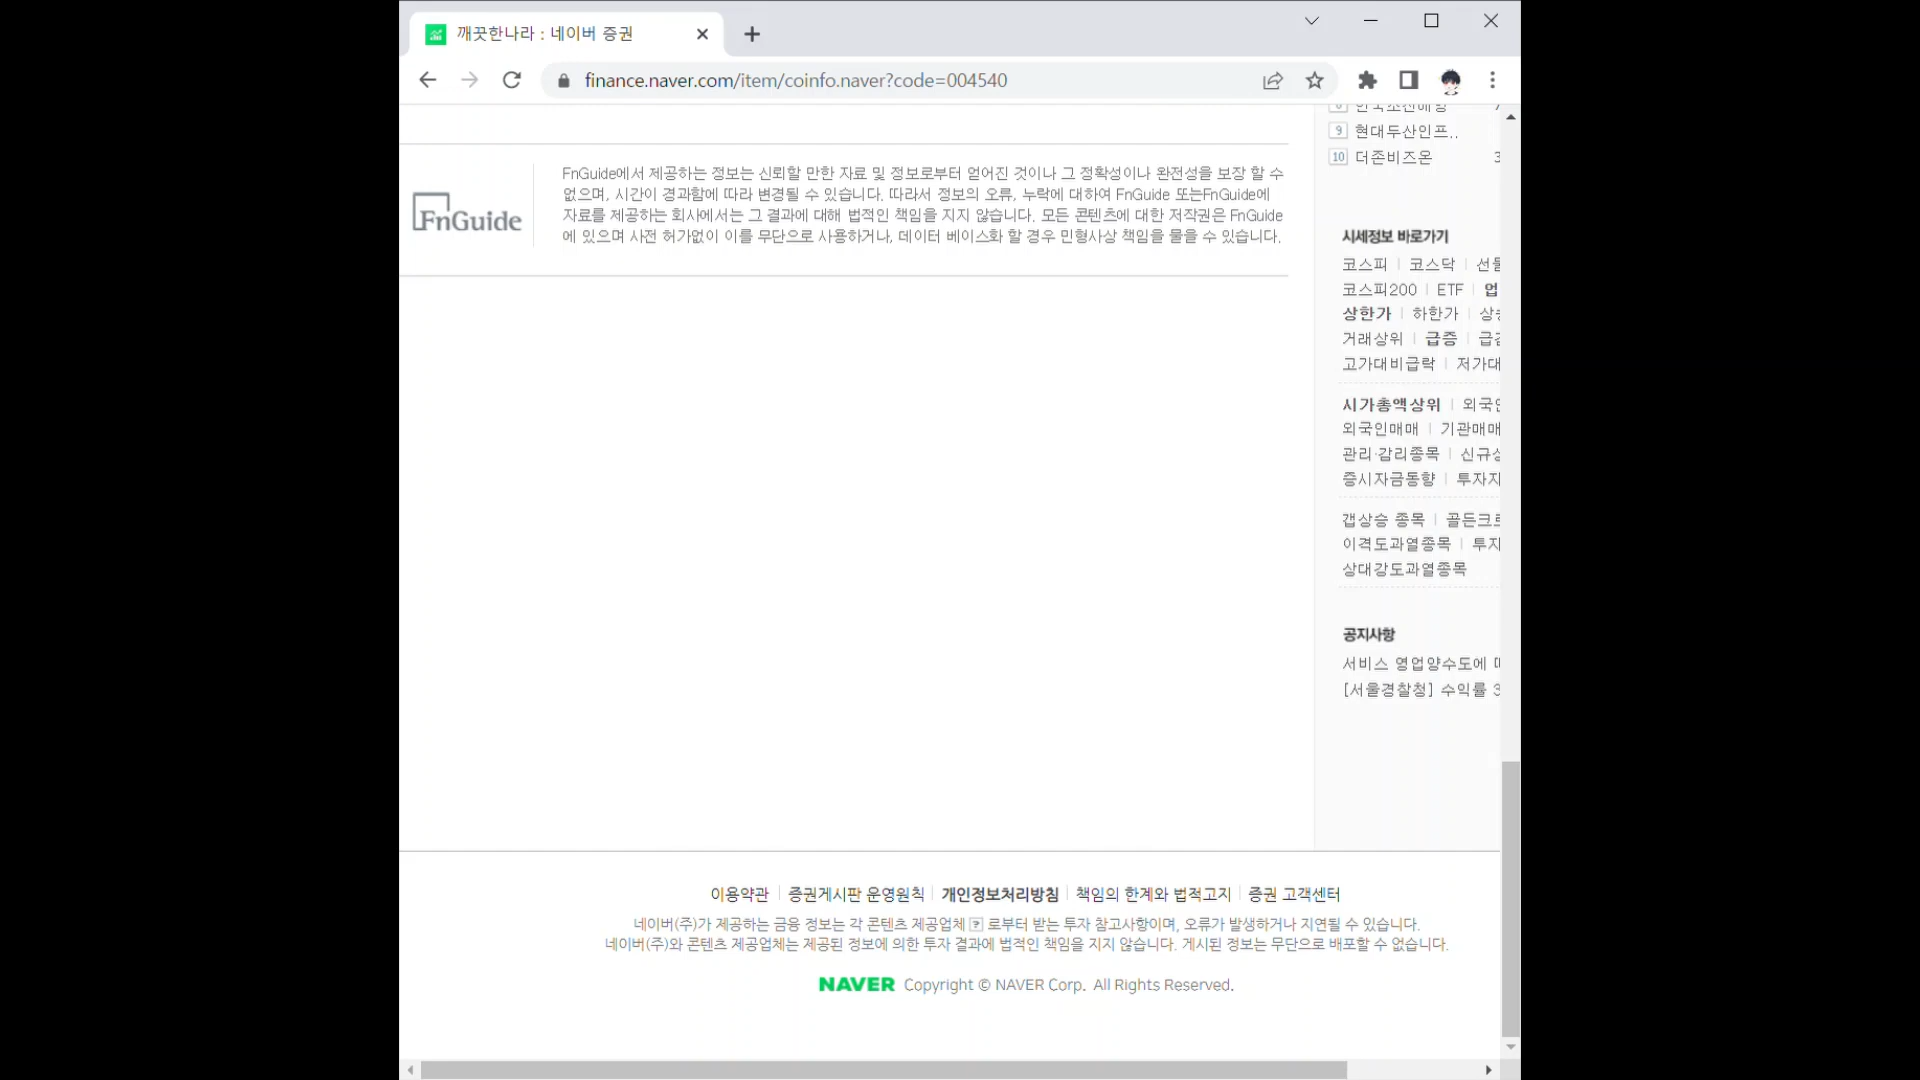 깨끗한나라 : 네이버 증권
finance.naver.com/item/coinfo.naver?code=004540
FnGuide
FnGuide에서 제공하는 정보는 신뢰할 만한 자료 및 정보로부터 얻어진 것이나 그 정확성이나 완전성을 보장 할 수
없으며, 시간이 경과함에 따라 변경될 수 있습니다. 따라서 정보의 오류, 누락에 대하여 FnGuide 또는FnGuide에
자료를 제공하는 회사에서는 그 결과에 대해 법적인 책임을 지지 않습니다. 모든 콘텐츠에 대한 저작권은 FnGuide
에 있으며 사전 허가없이 이를 무단으로 사용하거나, 데이터 베이스화 할 경우 민형사상 책임을 물을 수 있습니다.
9 현대두산인프..
10 더존비즈온 3
시세정보 바로가기
코스피 | 코스닥 |
코스피200 | ETF | 업
상한가 | 하한가 |
거래상위 | 급증 |
고가대비급락 | 저가대
시가총액상위 | 외국
외국인매매 | 기관매매
관리·감리종목 | 신규
증시자금동향 | 투자
갭상승 종목 | 골든크
이격도과열종목 | 투자
상대강도과열종목
공지사항
서비스 영업양수도에
[서울경찰청] 수익률 3
이용약관 | 증권게시판 운영원칙 | 개인정보처리방침 | 책임의 한계와 법적고지 | 증권 고객센터
네이버(주)가 제공하는 금융 정보는 각 콘텐츠 제공업체 ? 로부터 받는 투자 참고사항이며, 오류가 발생하거나 지연될 수 있습니다.
네이버(주)와 콘텐츠 제공업체는 제공된 정보에 의한 투자 결과에 법적인 책임을 지지 않습니다. 게시된 정보는 무단으로 배포할 수 없습니다.
NAVER Copyright © NAVER Corp. All Rights Reserved.